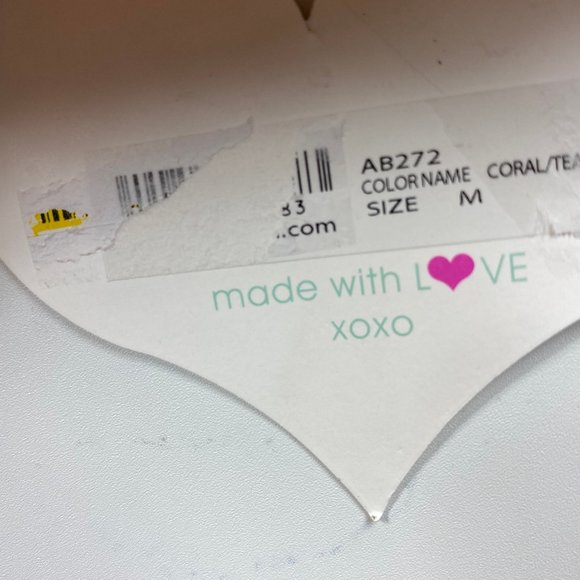 AB272
COLORNAME CORAL/TEA
SIZE M
83
..com
made with L♥VE
xoxo